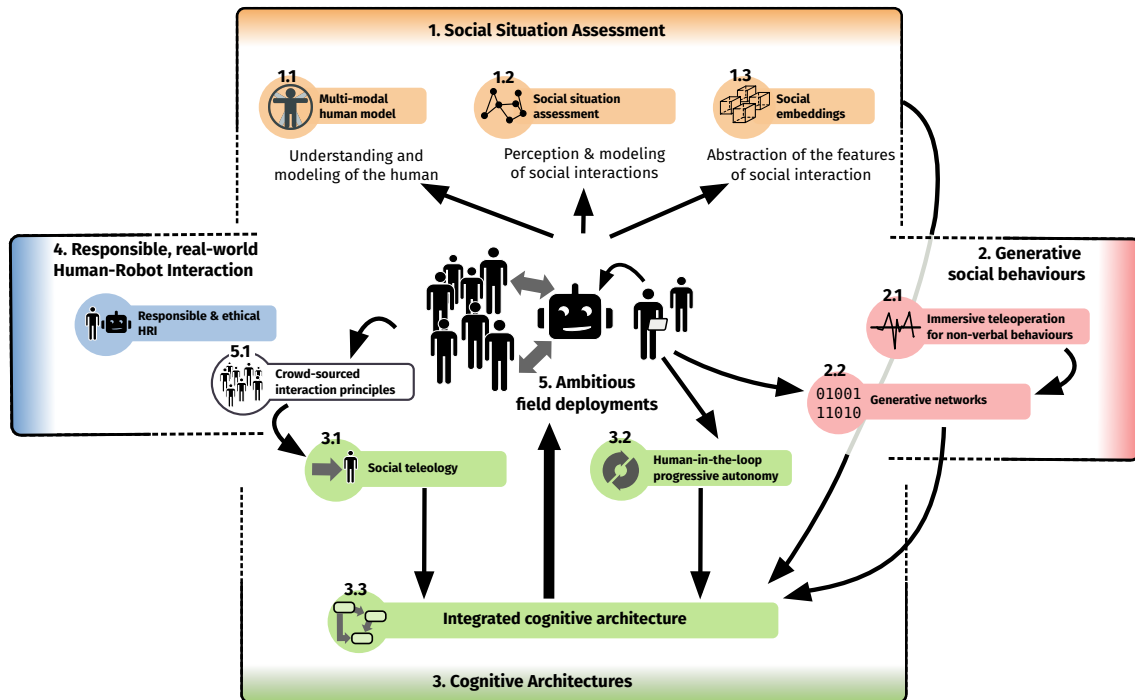 1. Social Situation Assessment
1.1
Multi-modal
human model
1.2
Social situation
assessment
1.3
Social
embeddings
Understanding and
modeling of the human
Perception & modeling
of social interactions
Abstraction of the features
of social interaction
4. Responsible, real-world
Human-Robot Interaction
Responsible & ethical
HRI
5.1
Crowd-sourced
interaction principles
2. Generative
social behaviours
2.1
Immersive teleoperation
for non-verbal behaviours
2.2
01001
11010
Generative networks
5. Ambitious
field deployments
3.1
Social teleology
3.2
Human-in-the-loop
progressive autonomy
3.3
Integrated cognitive architecture
3. Cognitive Architectures